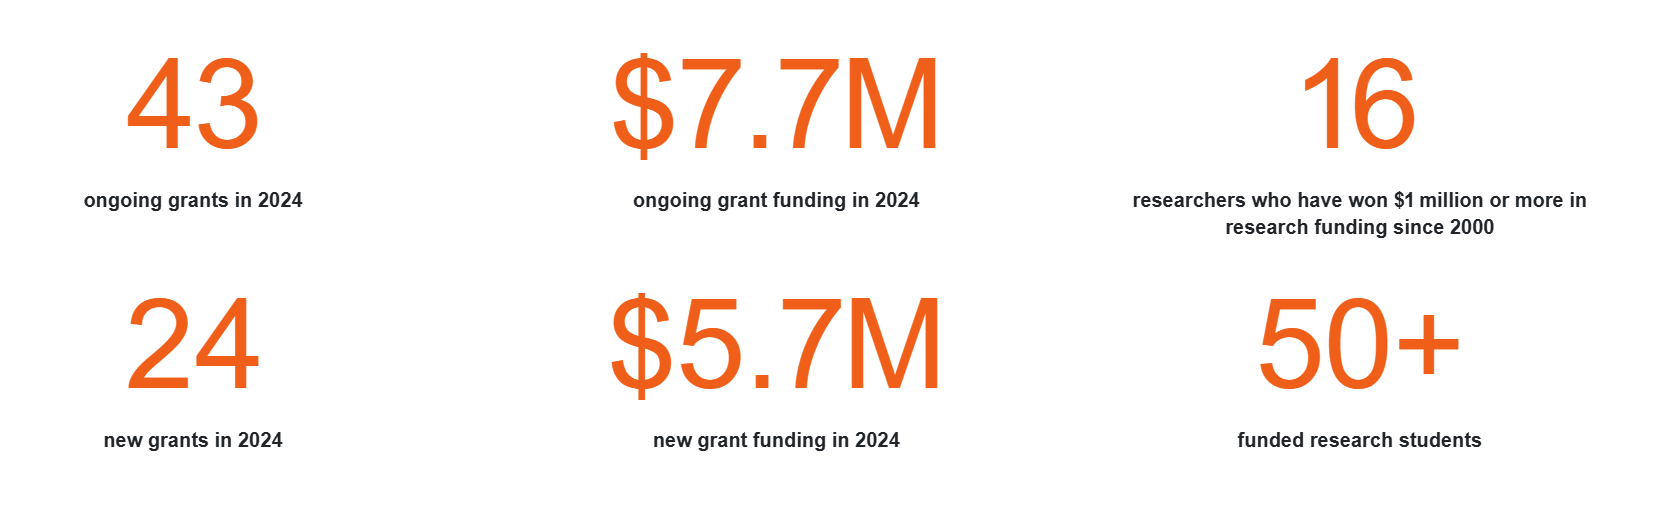 43
ongoing grants in 2024
$7.7M
ongoing grant funding in 2024
16
researchers who have won $1 million or more in
research funding since 2000
24
new grants in 2024
$5.7M
new grant funding in 2024
50+
funded research students